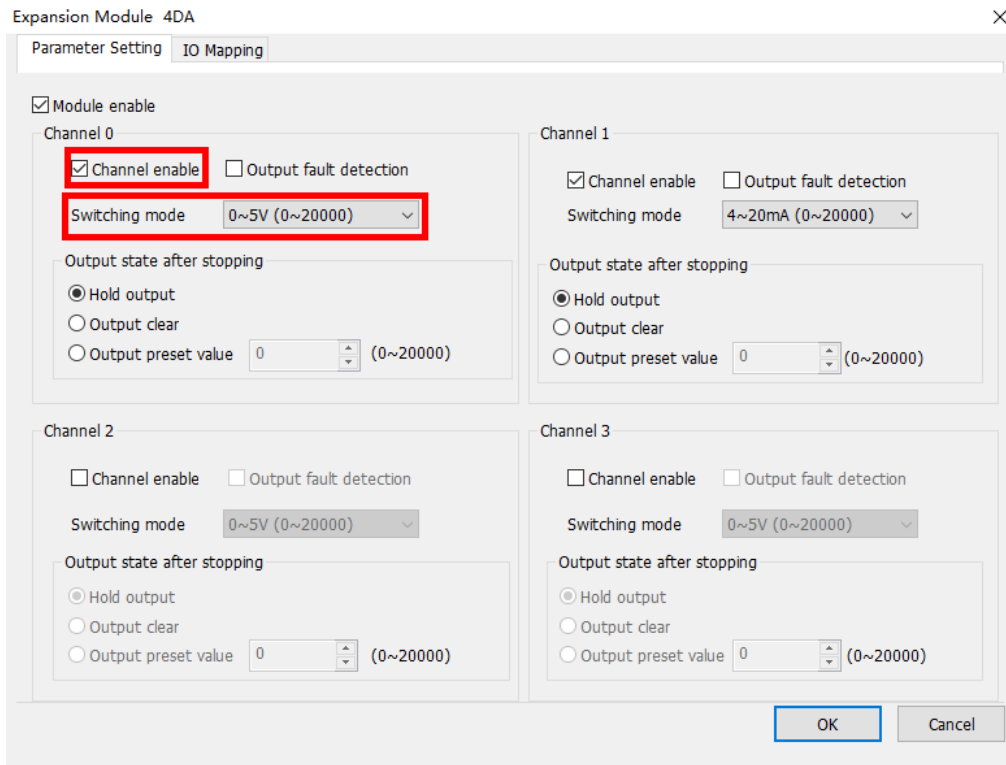 Expansion Module 4DA
Parameter Setting IO Mapping
Module enable
Channel 0
Channel enable Output fault detection
Switching mode 0~5V (0~20000)
Output state after stopping
Hold output
Output clear
Output preset value 0 (0~20000)
Channel 1
Channel enable Output fault detection
Switching mode 4~20mA (0~20000)
Output state after stopping
Hold output
Output clear
Output preset value 0 (0~20000)
Channel 2
Channel enable Output fault detection
Switching mode 0~5V (0~20000)
Output state after stopping
Hold output
Output clear
Output preset value 0 (0~20000)
Channel 3
Channel enable Output fault detection
Switching mode 0~5V (0~20000)
Output state after stopping
Hold output
Output clear
Output preset value 0 (0~20000)
OK Cancel